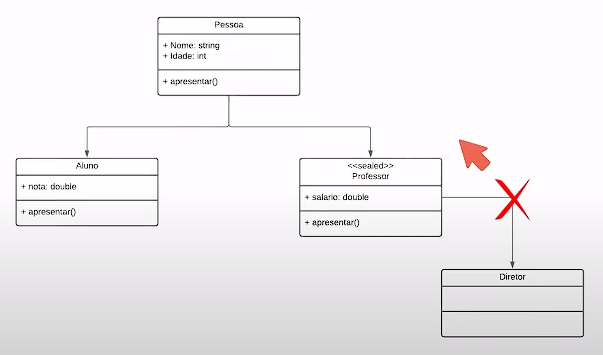 Pessoa
+ Nome: string
+ Idade: int
+ apresentar()
Aluno
+ nota: double
+ apresentar()
<<sealed>>
Professor
+ salario: double
+ apresentar()
Diretor